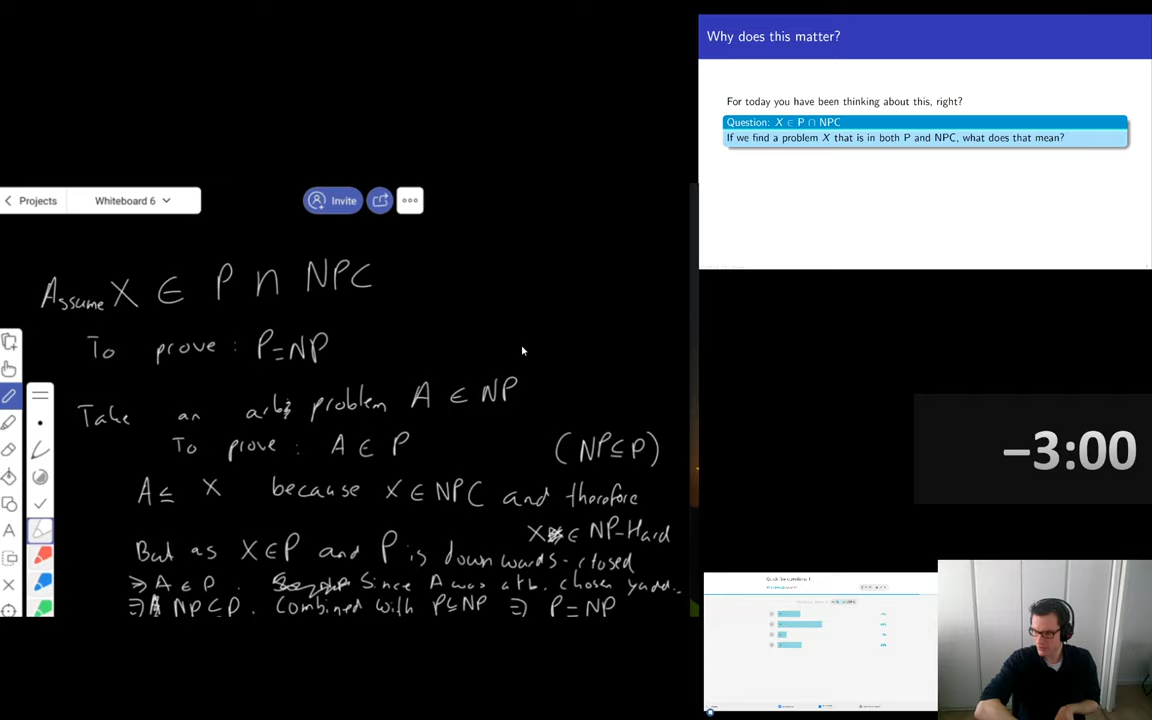 Why does this matter?
For today you have been thinking about this, right?
Question: X ∈ P ∩ NPC
If we find a problem X that is in both P and NPC, what does that mean?
Projects
Whiteboard 6
Invite
Assume X ∈ P ∩ NPC
To prove: P=NP
Take an arb problem A ∈ NP
To prove: A ∈ P (NP⊆P)
A ≤ X because X ∈ NPC and therefore
X ∈ NP-Hard
But as X∈P and P is downwards-closed
⇒ A ∈ P. Since A was arb. chosen
⇒ NP⊆P. Combined with P⊆NP ⇒ P=NP
−3:00